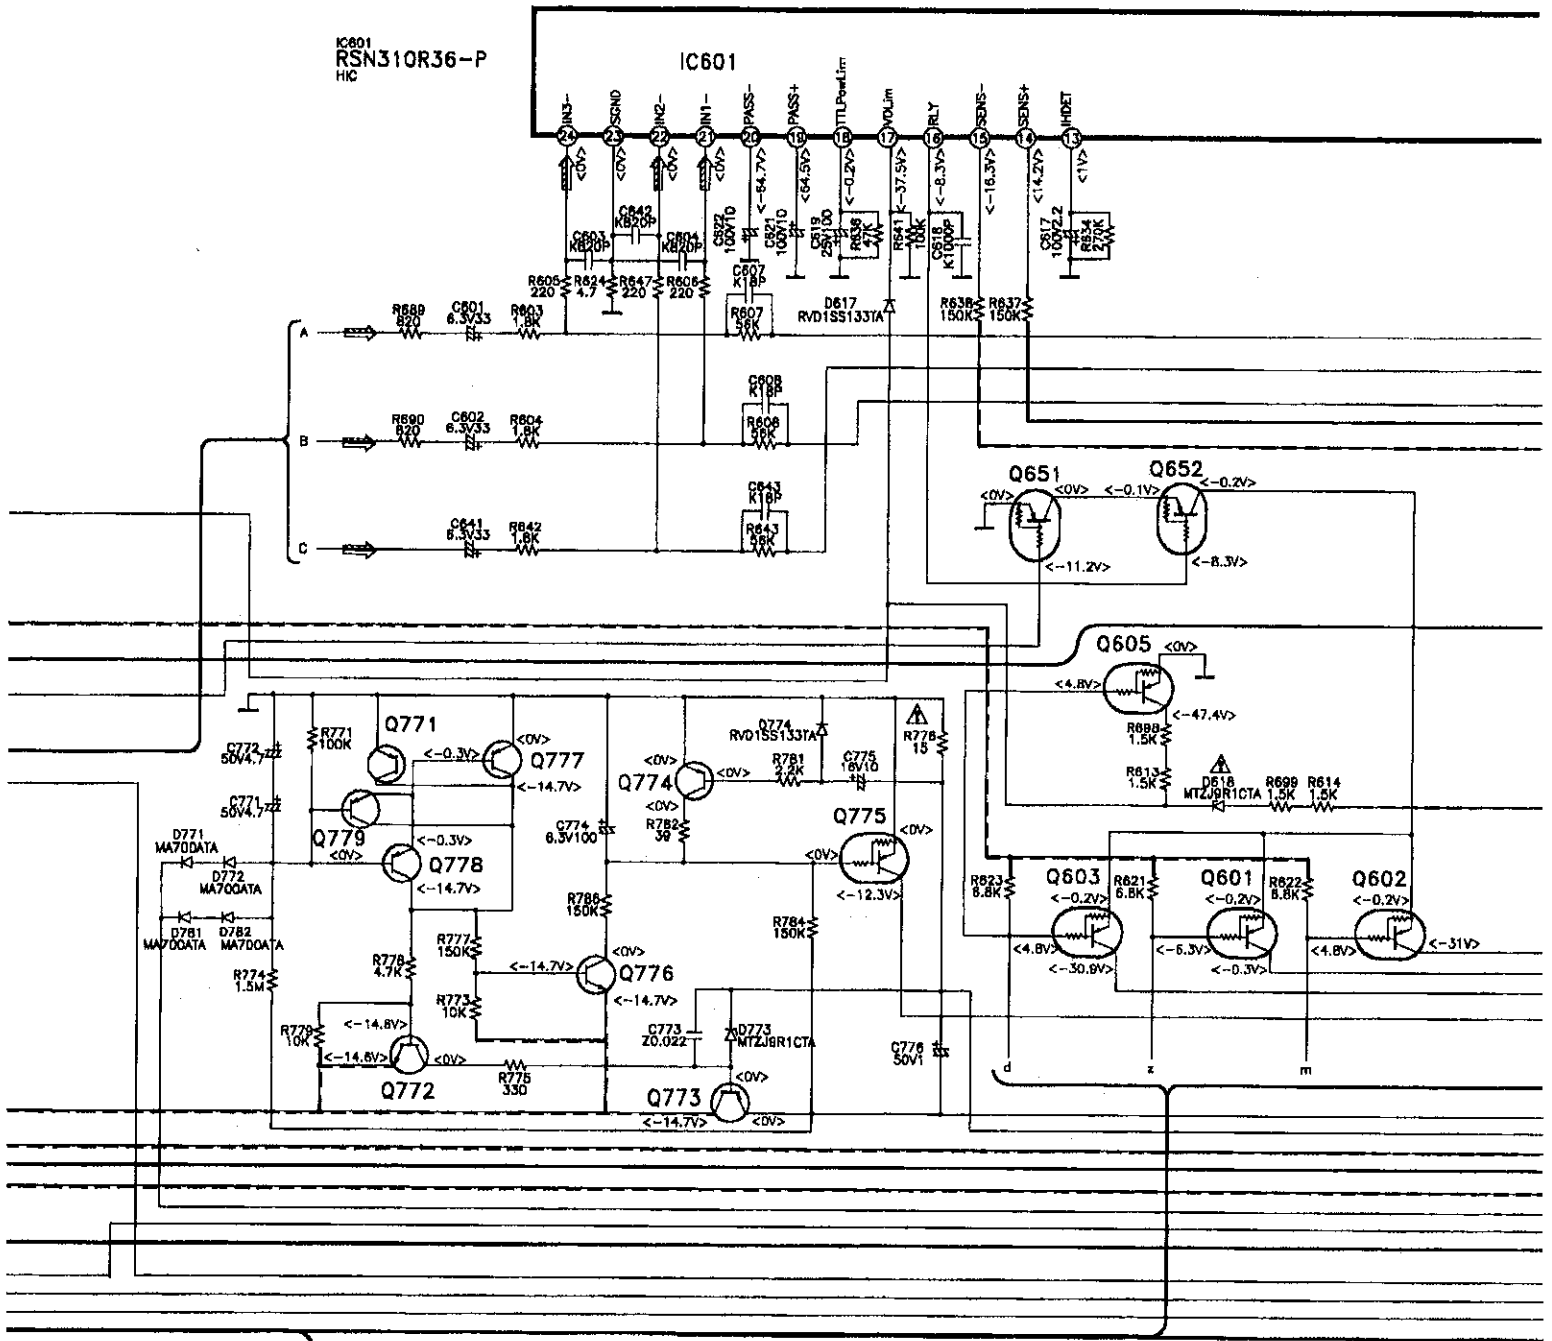 IC601
RSN310R36-P
HIC
IC601
IN3-
SGND
IN2-
IN1-
PASS-
PASS+
TTLPowrLim
VDLim
RLY
SENS-
SENS+
IHDET
24
23
22
21
20
19
18
17
16
15
14
13
<0V>
<0V>
<0V>
<0V>
<-64.7V>
<64.5V>
<-0.2V>
<-37.5V>
<-8.3V>
<-16.3V>
<14.2V>
<1V>
C642
K820P
C603
K820P
C604
K820P
C622
100V10
C621
100V10
C619
25V100
R636
47K
R641
100K
C618
K1000P
C617
100V2.2
R634
270K
R605
220
R624
4.7
R647
220
R606
220
C607
K18P
R607
56K
D617
RVD1SS133TA
R638
150K
R637
150K
A
R689
820
C601
6.3V33
R603
1.8K
C608
K18P
R608
56K
B
R690
820
C602
6.3V33
R604
1.8K
C643
K18P
R643
56K
C
C641
6.3V33
R642
1.8K
Q651
<0V>
<0V>
<-11.2V>
Q652
<-0.1V>
<-0.2V>
<-8.3V>
Q605
<0V>
<4.8V>
<-47.4V>
R698
1.5K
R613
1.5K
D618
MTZJ9R1CTA
R699
1.5K
R614
1.5K
C772
50V4.7
R771
100K
Q771
<-0.3V>
<0V>
Q777
<-14.7V>
C771
50V4.7
Q779
<-0.3V>
<0V>
Q778
<-14.7V>
D771
MA700ATA
D772
MA700ATA
D781
MA700ATA
D782
MA700ATA
R774
1.5M
C774
6.3V100
Q774
<0V>
<0V>
R782
39
D774
RVD1SS133TA
R781
2.2K
C775
16V10
R776
15
Q775
<0V>
<0V>
<-12.3V>
R786
150K
R784
150K
R777
150K
R778
4.7K
R773
10K
<-14.7V>
<0V>
Q776
<-14.7V>
R779
10K
<-14.6V>
<-14.6V>
<0V>
Q772
R775
330
C773
Z0.022
D773
MTZJ9R1CTA
<0V>
Q773
<-14.7V>
<0V>
C776
50V1
R623
6.8K
Q603
<-0.2V>
<4.8V>
<-30.9V>
R621
6.8K
Q601
<-0.2V>
<-6.3V>
<-0.3V>
R622
6.8K
Q602
<-0.2V>
<4.8V>
<-31V>
d
z
m